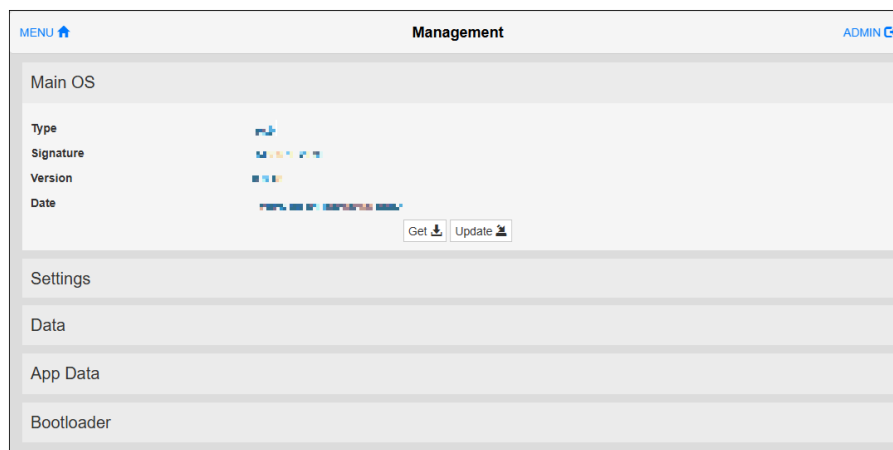 MENU Management ADMIN
Main OS
Type
Signature
Version
Date
Get Update
Settings
Data
App Data
Bootloader